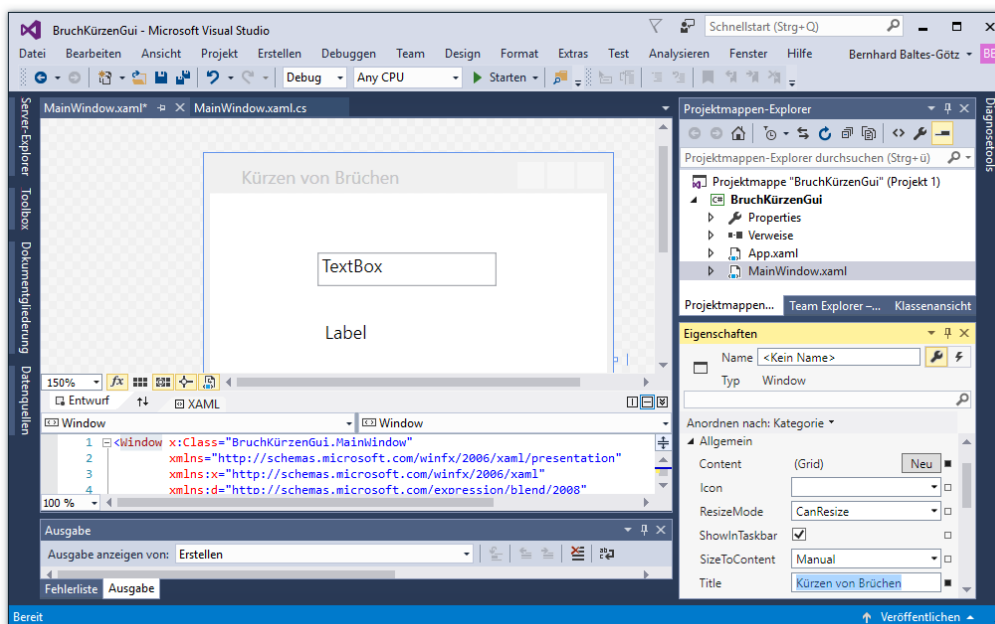 BruchKürzenGui - Microsoft Visual Studio
Schnellstart (Strg+Q)
Datei Bearbeiten Ansicht Projekt Erstellen Debuggen Team Design Format Extras Test Analysieren Fenster Hilfe Bernhard Baltes-Götz BE
Debug Any CPU Starten
Server-Explorer
Toolbox
Dokumentgliederung
Datenquellen
MainWindow.xaml* MainWindow.xaml.cs
Kürzen von Brüchen
TextBox
Label
150% fx
Entwurf XAML
Window Window
1 <Window x:Class="BruchKürzenGui.MainWindow"
2 xmlns="http://schemas.microsoft.com/winfx/2006/xaml/presentation"
3 xmlns:x="http://schemas.microsoft.com/winfx/2006/xaml"
4 xmlns:d="http://schemas.microsoft.com/expression/blend/2008"
100 %
Ausgabe
Ausgabe anzeigen von: Erstellen
Fehlerliste Ausgabe
Projektmappen-Explorer
Projektmappen-Explorer durchsuchen (Strg+ü)
Projektmappe "BruchKürzenGui" (Projekt 1)
C# BruchKürzenGui
Properties
Verweise
App.xaml
MainWindow.xaml
Projektmappen... Team Explorer –... Klassenansicht
Eigenschaften
Name <Kein Name>
Typ Window
Anordnen nach: Kategorie
Allgemein
Content (Grid) Neu
Icon
ResizeMode CanResize
ShowInTaskbar
SizeToContent Manual
Title Kürzen von Brüchen
Diagnosetools
Bereit Veröffentlichen